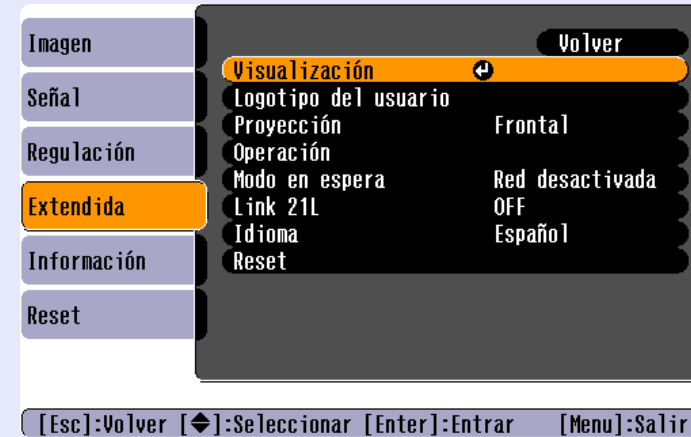 Imagen
Señal
Regulación
Extendida
Información
Reset
Volver
Visualización
Logotipo del usuario
Proyección Frontal
Operación
Modo en espera Red desactivada
Link 21L OFF
Idioma Español
Reset
[Esc]:Volver [◆]:Seleccionar [Enter]:Entrar [Menu]:Salir